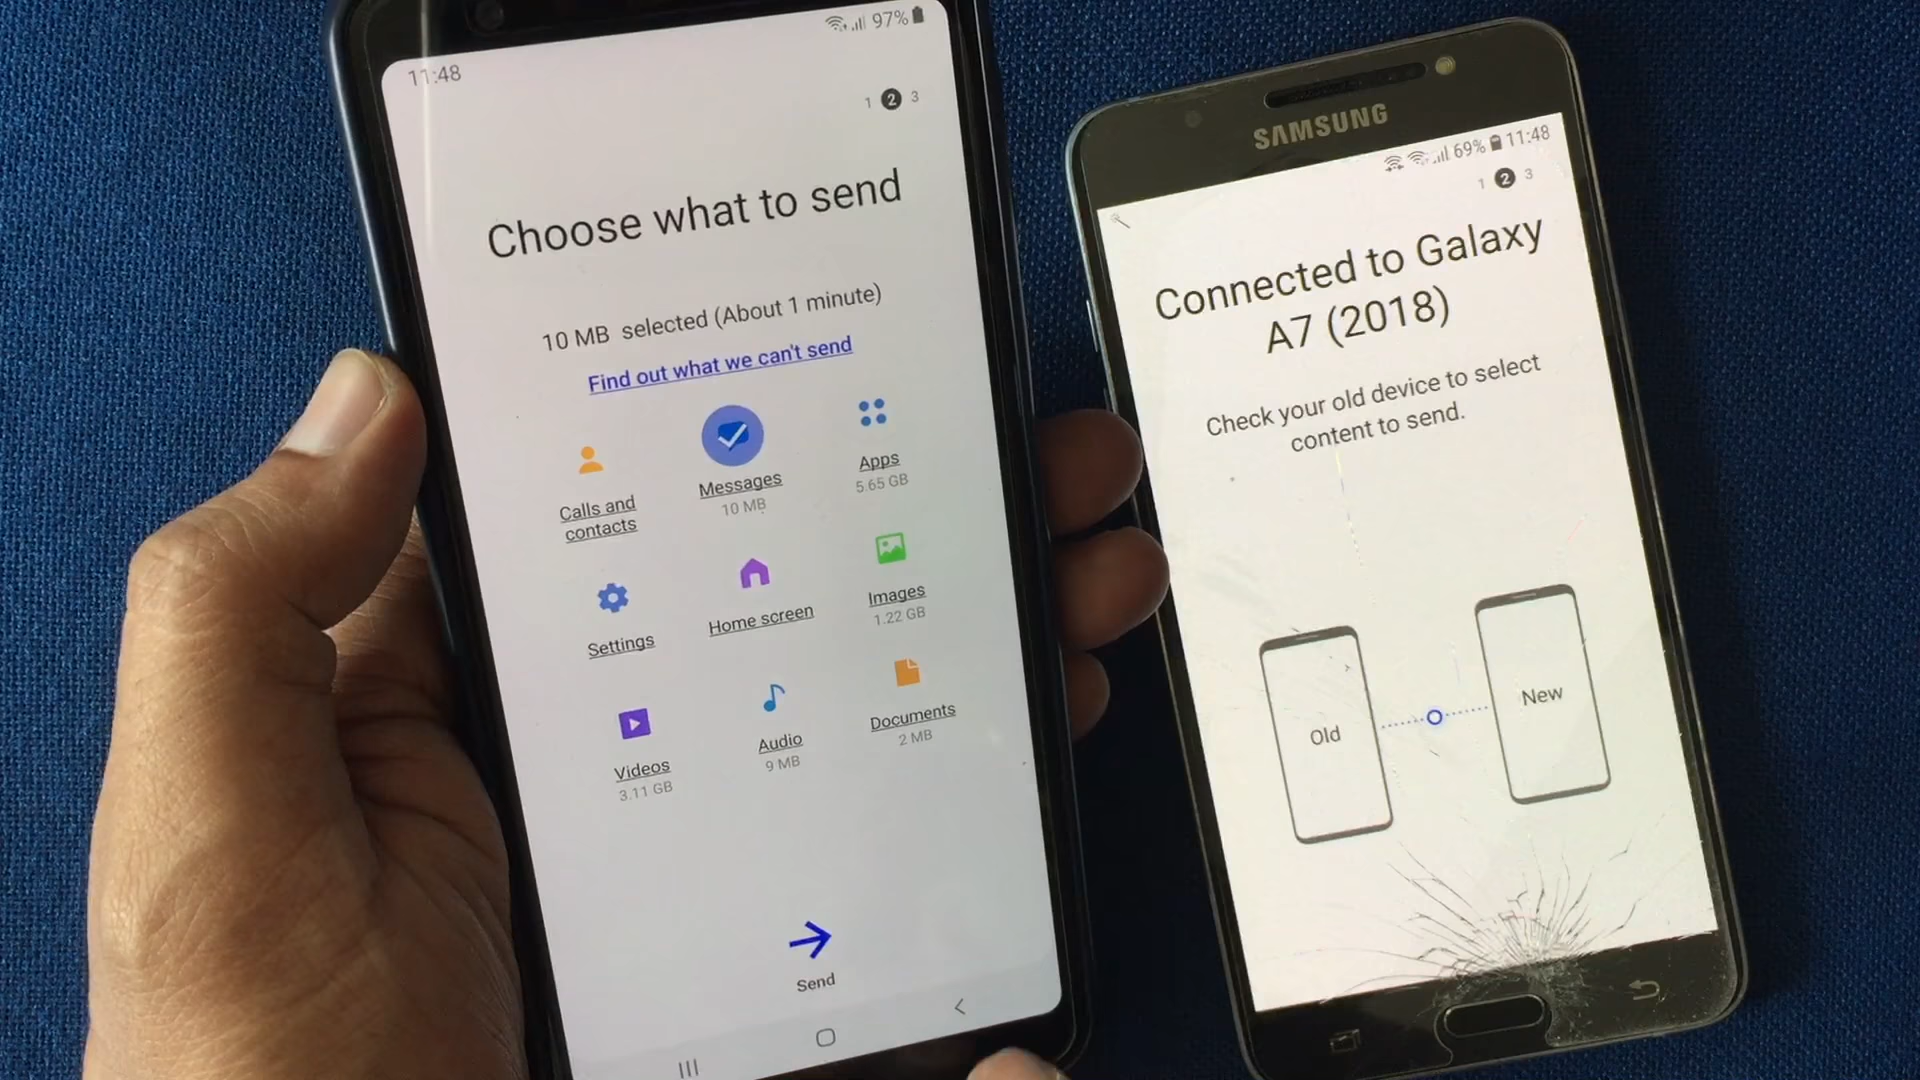 11:48
97%
1 2 3
Choose what to send
10 MB selected (About 1 minute)
Find out what we can't send
Calls and
contacts
Messages
10 MB
Apps
5.65 GB
Settings
Home screen
Images
1.22 GB
Videos
3.11 GB
Audio
9 MB
Documents
2 MB
Send
SAMSUNG
69% 11:48
1 2 3
Connected to Galaxy
A7 (2018)
Check your old device to select
content to send.
Old
New